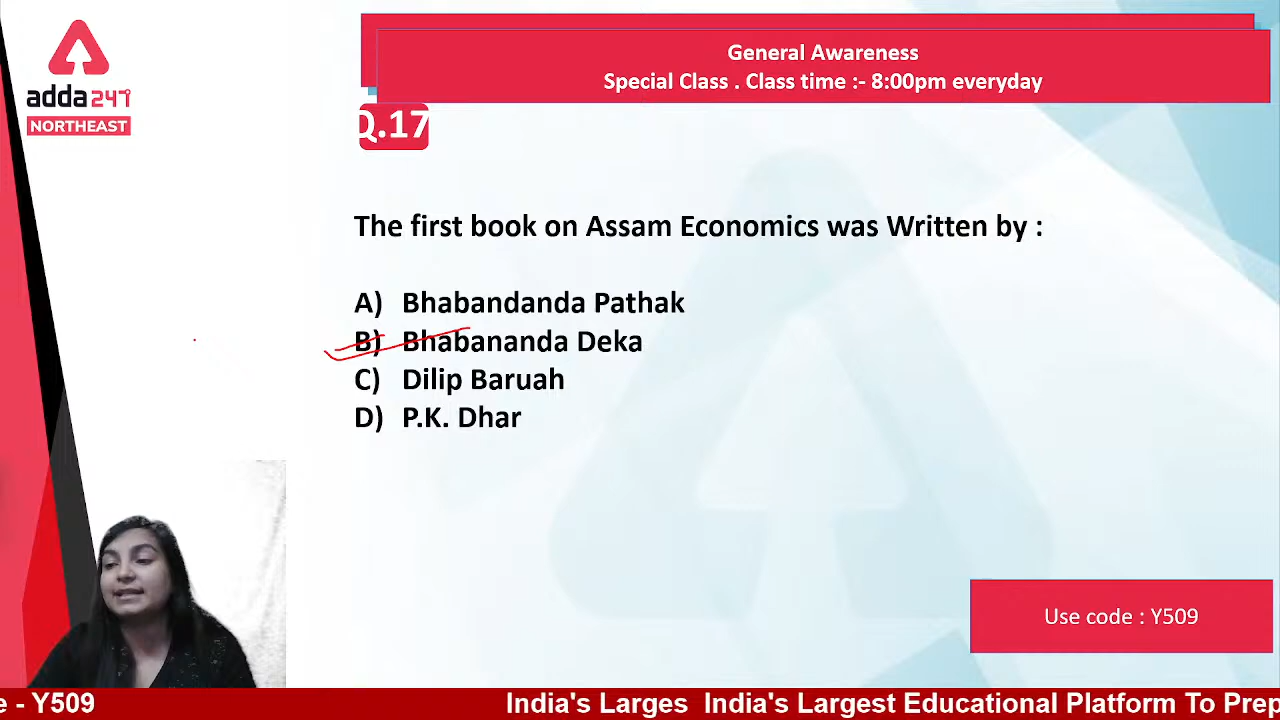 adda247
NORTHEAST
General Awareness
Special Class . Class time :- 8:00pm everyday
Q.17
The first book on Assam Economics was Written by :
A) Bhabandanda Pathak
B) Bhabananda Deka
C) Dilip Baruah
D) P.K. Dhar
Use code : Y509
e - Y509 India's Larges India's Largest Educational Platform To Prep